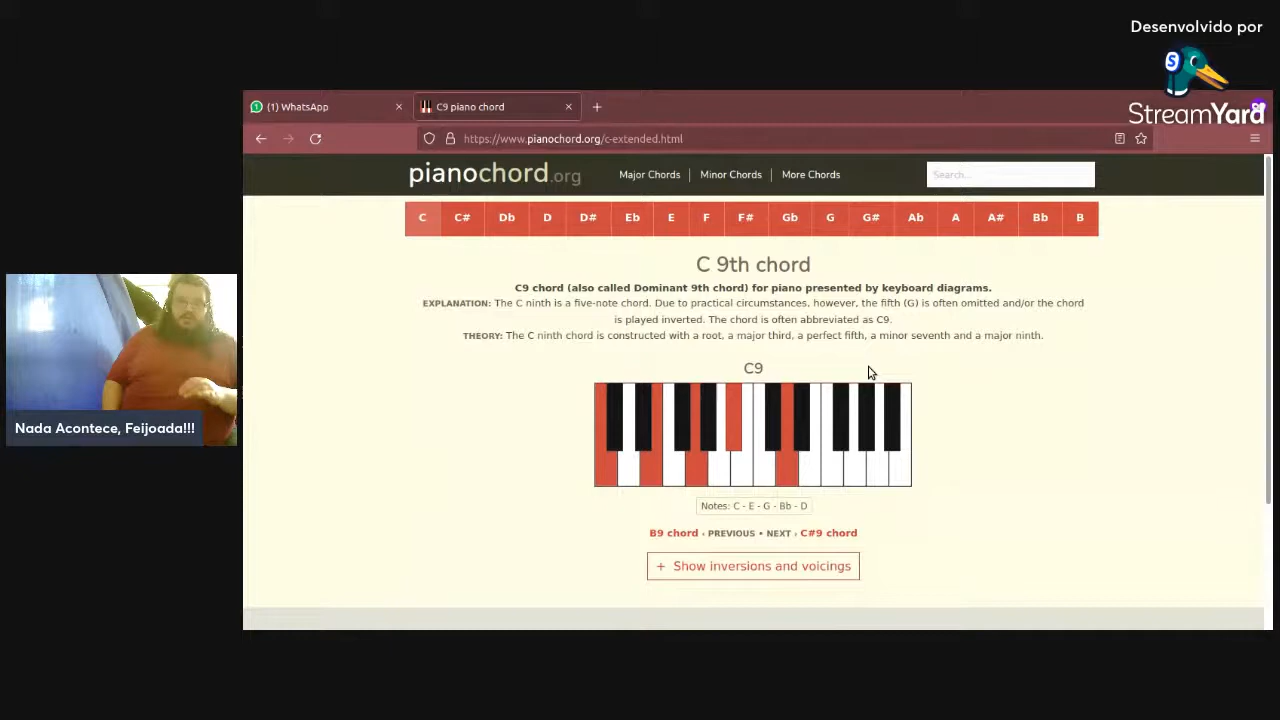 Desenvolvido por
StreamYard
(1) WhatsApp
C9 piano chord
https://www.pianochord.org/c-extended.html
pianochord.org
Major Chords
Minor Chords
More Chords
Search...
C C# Db D D# Eb E F F# Gb G G# Ab A A# Bb B
C 9th chord
C9 chord (also called Dominant 9th chord) for piano presented by keyboard diagrams.
EXPLANATION: The C ninth is a five-note chord. Due to practical circumstances, however, the fifth (G) is often omitted and/or the chord
is played inverted. The chord is often abbreviated as C9.
THEORY: The C ninth chord is constructed with a root, a major third, a perfect fifth, a minor seventh and a major ninth.
C9
Notes: C - E - G - Bb - D
B9 chord ‹ PREVIOUS • NEXT › C#9 chord
+ Show inversions and voicings
Nada Acontece, Feijoada!!!